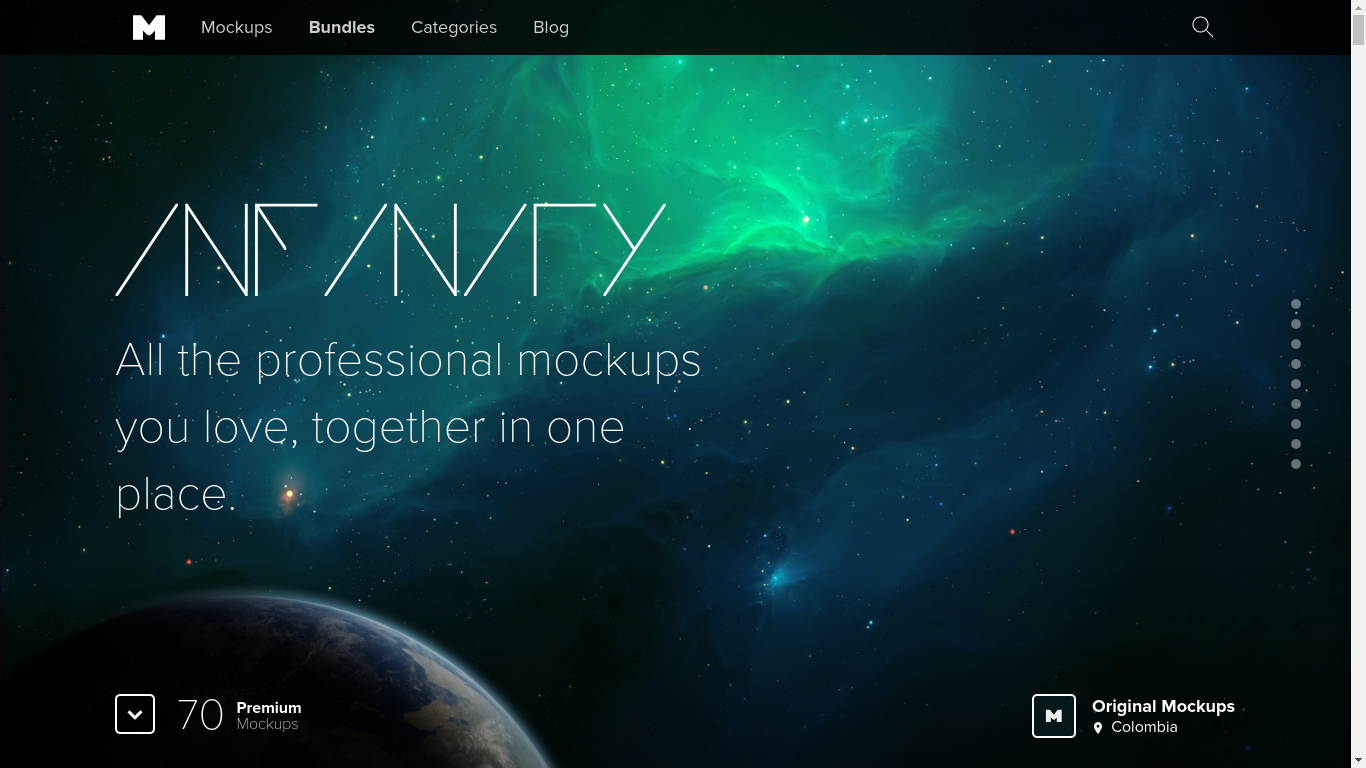 Mockups Bundles Categories Blog
INFINITY
All the professional mockups
you love, together in one
place.
70 Premium
Mockups
Original Mockups
Colombia